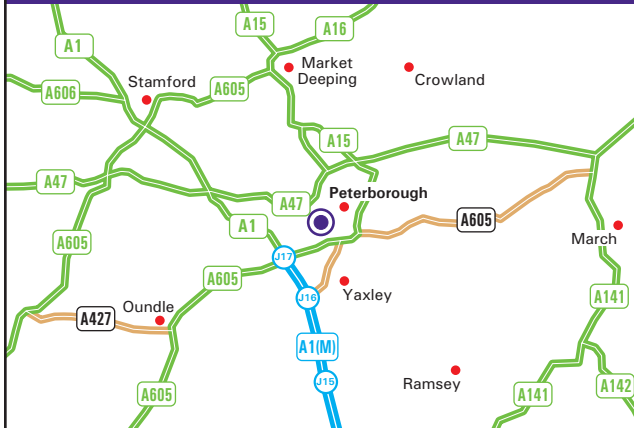 A15
A16
A1
Market
Deeping
Crowland
Stamford
A605
A606
A15
A47
A47
A47
Peterborough
A605
A1
March
A605
J17
A605
Yaxley
J16
A141
Oundle
A427
A1(M)
J15
Ramsey
A605
A141
A142